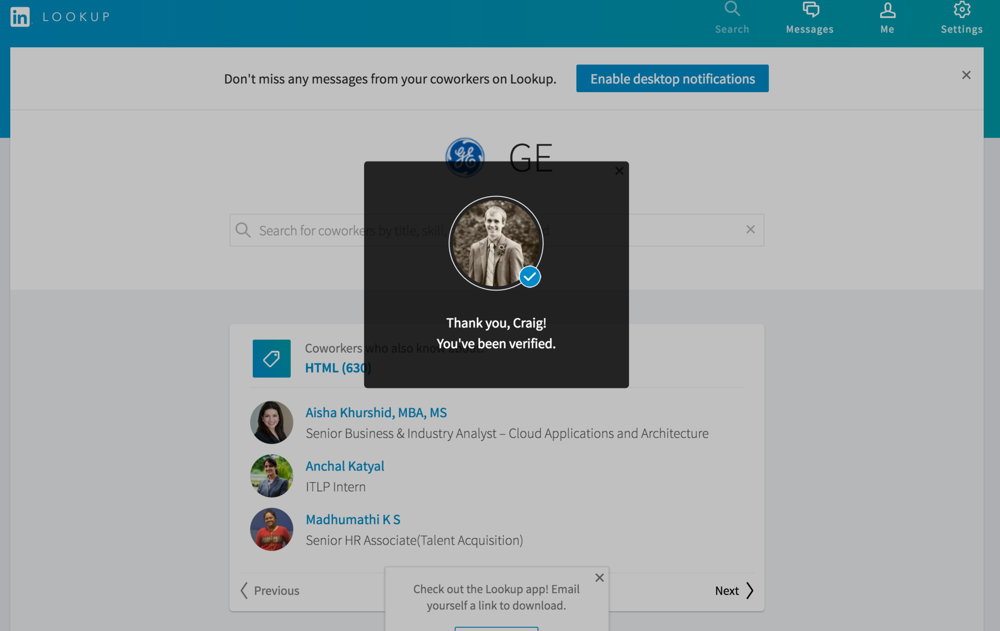 in LOOKUP
Search
Messages
Me
Settings
Don't miss any messages from your coworkers on Lookup.
Enable desktop notifications
GE
Search for coworkers by title, skill,
Thank you, Craig!
You've been verified.
Coworkers who also know about:
HTML (630)
Aisha Khurshid, MBA, MS
Senior Business & Industry Analyst – Cloud Applications and Architecture
Anchal Katyal
ITLP Intern
Madhumathi K S
Senior HR Associate(Talent Acquisition)
Previous
Next
Check out the Lookup app! Email
yourself a link to download.